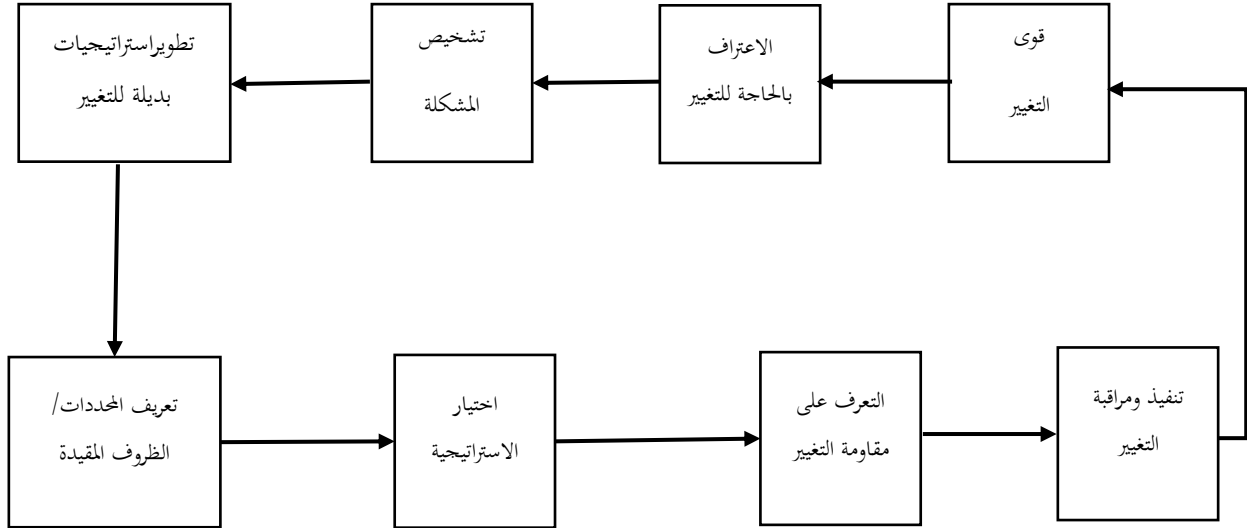 قوى
التغيير
الاعتراف
بالحاجة للتغيير
تشخيص
المشكلة
تطويراستراتيجيات
بديلة للتغيير
تعريف المحددات/
الظروف المقيدة
اختيار
الاستراتيجية
التعرف على
مقاومة التغيير
تنفيذ ومراقبة
التغيير